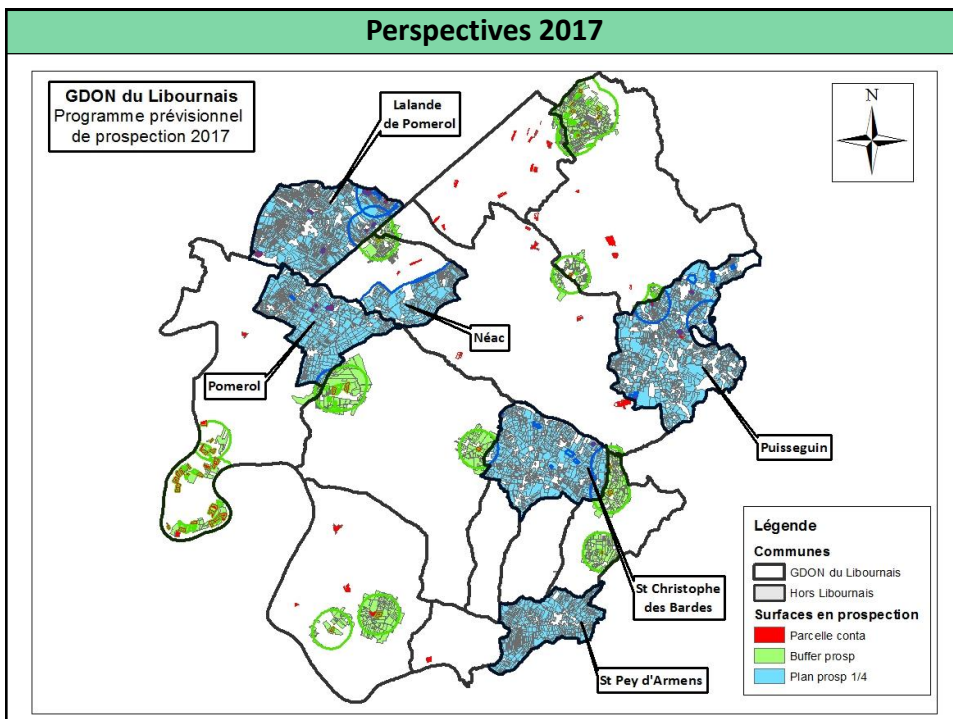 Perspectives 2017
GDON du Libournais
Programme prévisionnel
de prospection 2017
Lalande
de Pomerol
N
Néac
Pomerol
Puisseguin
St Christophe
des Bardes
St Pey d'Armens
Légende
Communes
GDON du Libournais
Hors Libournais
Surfaces en prospection
Parcelle conta
Buffer prosp
Plan prosp 1/4